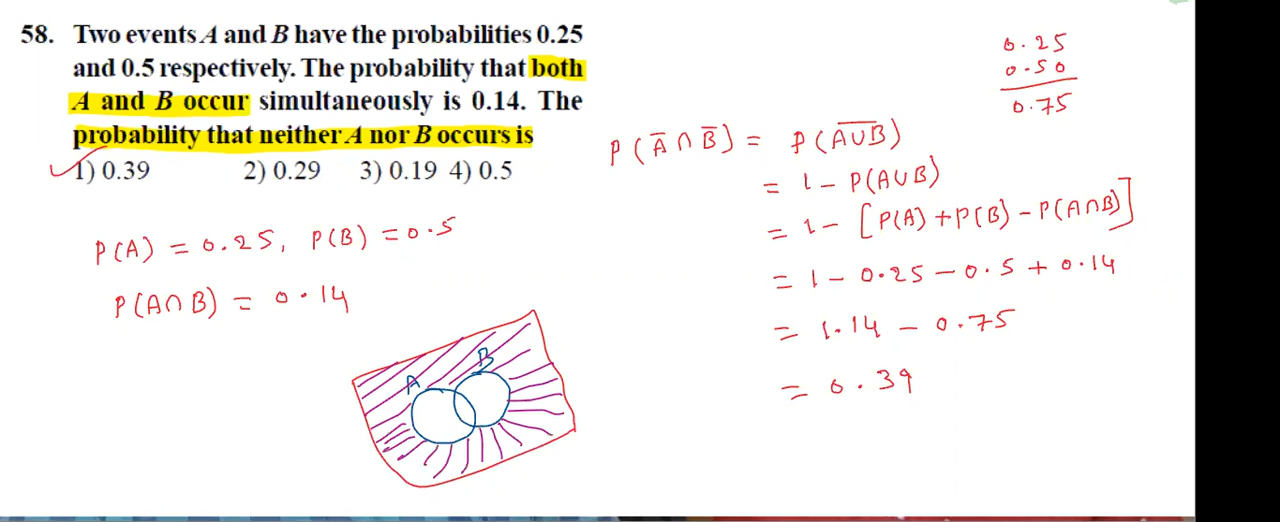 58. Two events A and B have the probabilities 0.25
and 0.5 respectively. The probability that both
A and B occur simultaneously is 0.14. The
probability that neither A nor B occurs is
1) 0.39 2) 0.29 3) 0.19 4) 0.5
P(A) = 0.25, P(B) = 0.5
P(A∩B) = 0.14
A B
0.25
0.50
0.75
P(A̅ ∩ B̅) = P(A̅∪̅B̅)
= 1 - P(A∪B)
= 1 - [P(A) + P(B) - P(A∩B)]
= 1 - 0.25 - 0.5 + 0.14
= 1.14 - 0.75
= 0.39